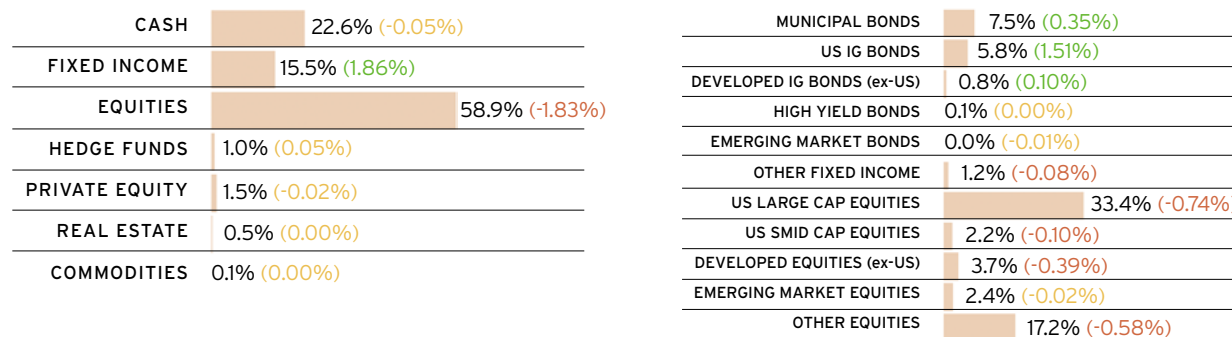 CASH 22.6% (-0.05%)
FIXED INCOME 15.5% (1.86%)
EQUITIES 58.9% (-1.83%)
HEDGE FUNDS 1.0% (0.05%)
PRIVATE EQUITY 1.5% (-0.02%)
REAL ESTATE 0.5% (0.00%)
COMMODITIES 0.1% (0.00%)
MUNICIPAL BONDS 7.5% (0.35%)
US IG BONDS 5.8% (1.51%)
DEVELOPED IG BONDS (ex-US) 0.8% (0.10%)
HIGH YIELD BONDS 0.1% (0.00%)
EMERGING MARKET BONDS 0.0% (-0.01%)
OTHER FIXED INCOME 1.2% (-0.08%)
US LARGE CAP EQUITIES 33.4% (-0.74%)
US SMID CAP EQUITIES 2.2% (-0.10%)
DEVELOPED EQUITIES (ex-US) 3.7% (-0.39%)
EMERGING MARKET EQUITIES 2.4% (-0.02%)
OTHER EQUITIES 17.2% (-0.58%)